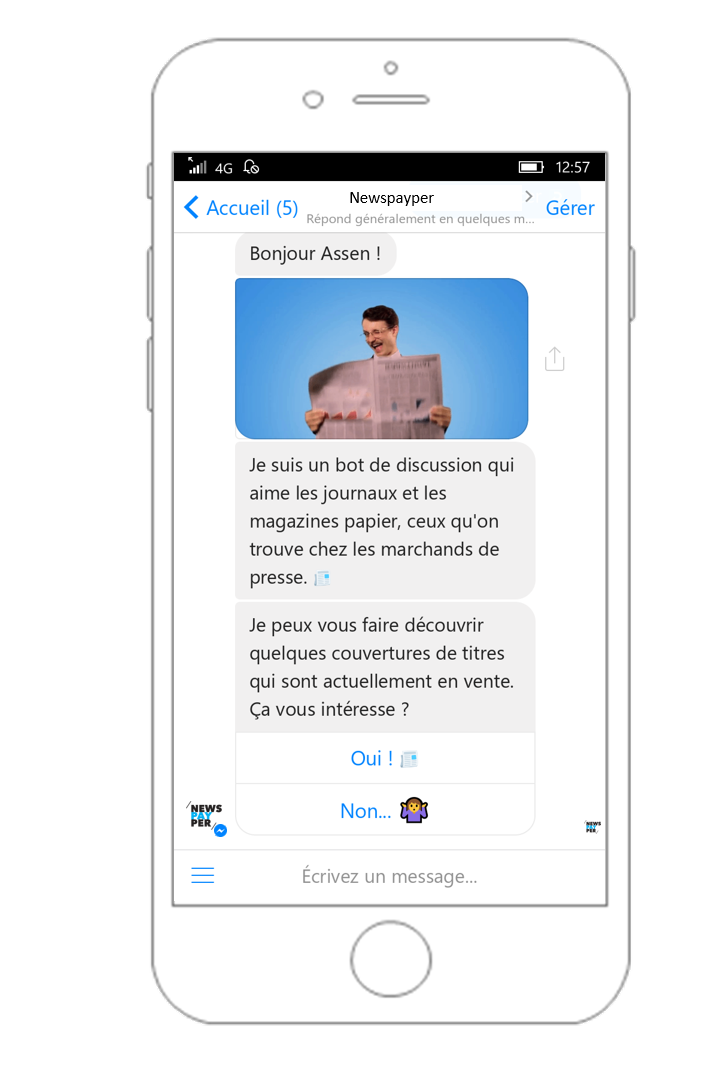 4G 12:57
Accueil (5) Newspayper Gérer
Répond généralement en quelques m...
Bonjour Assen !
Je suis un bot de discussion qui
aime les journaux et les
magazines papier, ceux qu'on
trouve chez les marchands de
presse.
Je peux vous faire découvrir
quelques couvertures de titres
qui sont actuellement en vente.
Ça vous intéresse ?
Oui !
Non...
NEWS
PAY
PER
NEWS
PAY
PER
Écrivez un message...